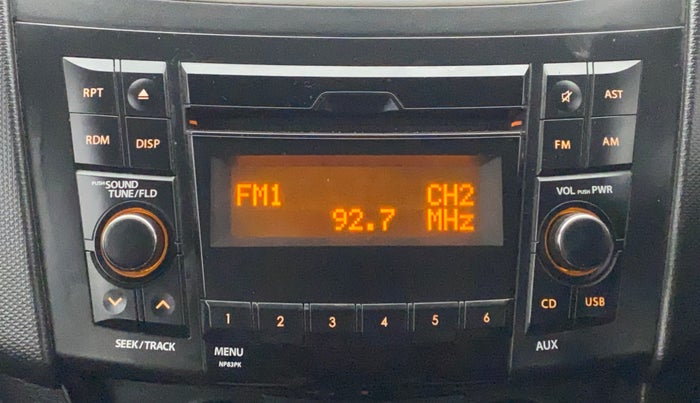 RPT
AST
RDM
DISP
FM
AM
PUSH SOUND
TUNE/FLD
VOL PUSH PWR
FM1 CH2
92.7 MHz
1 2 3 4 5 6
CD
USB
SEEK/TRACK
MENU
NP83PK
AUX